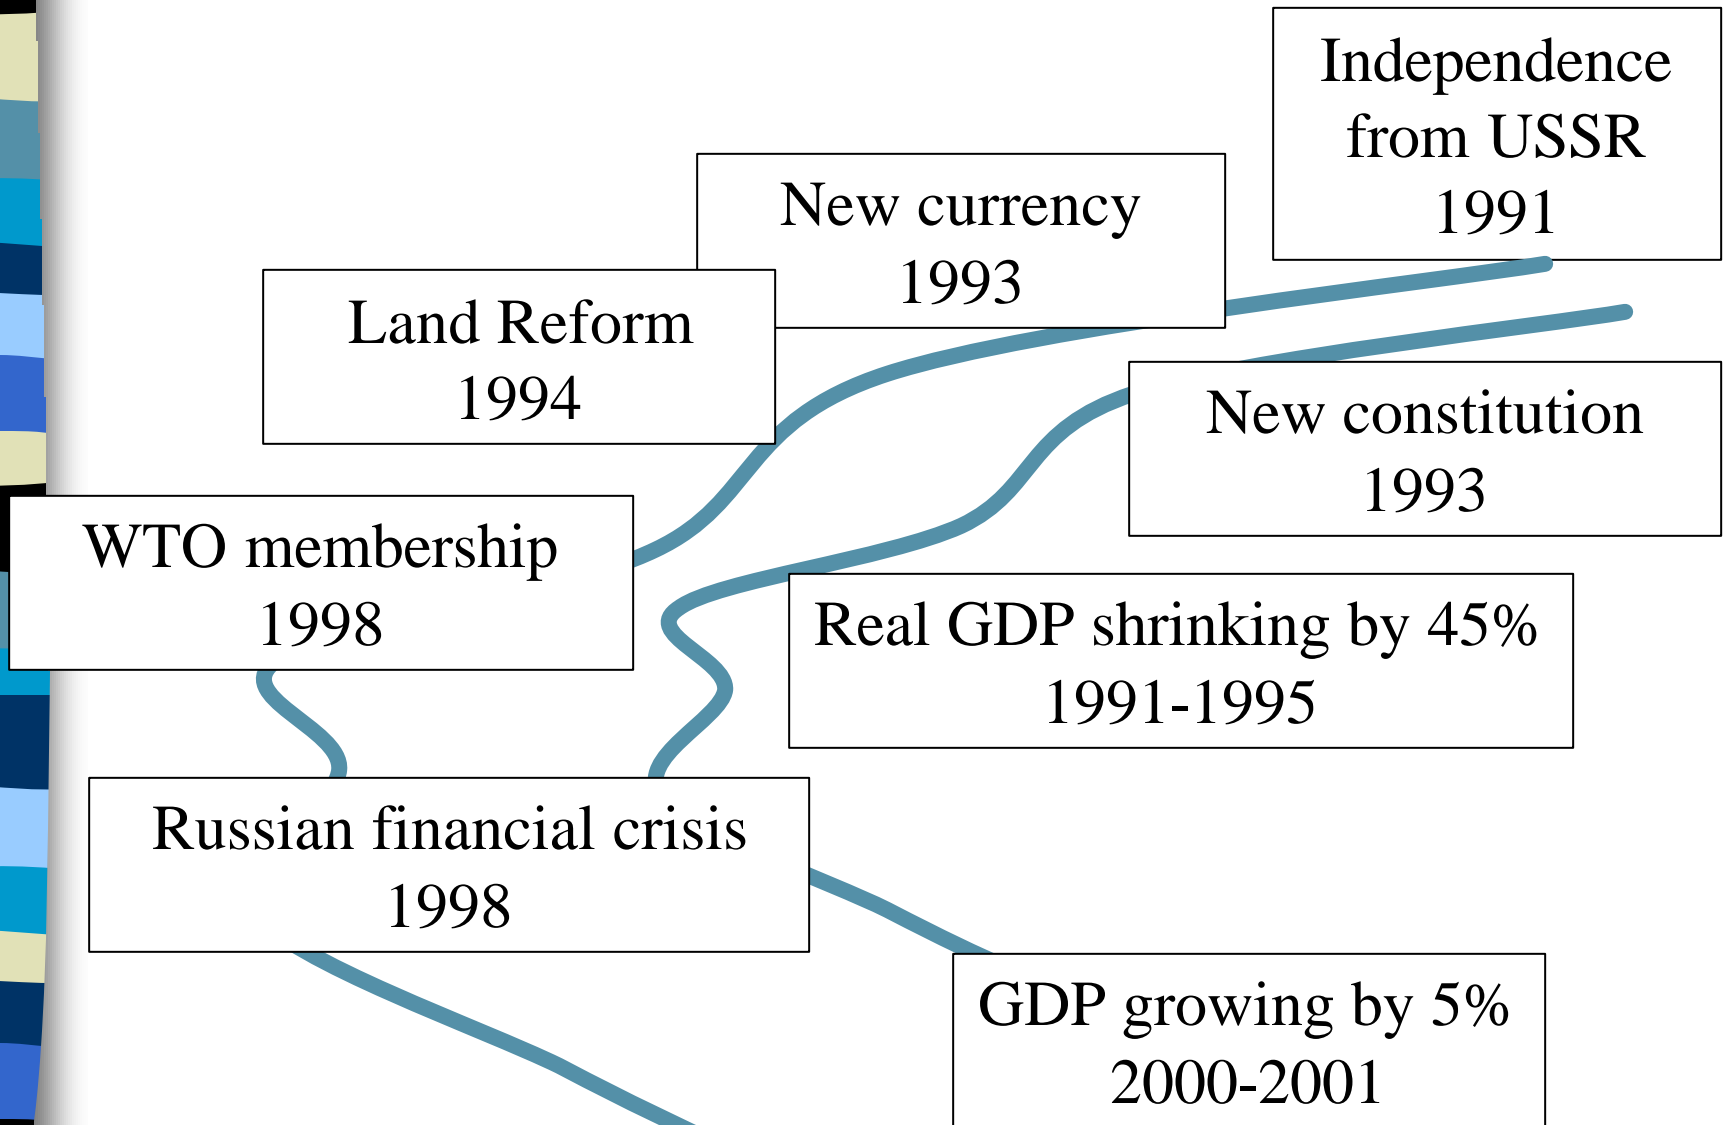 Independence
from USSR
1991
New currency
1993
Land Reform
1994
New constitution
1993
WTO membership
1998
Real GDP shrinking by 45%
1991-1995
Russian financial crisis
1998
GDP growing by 5%
2000-2001